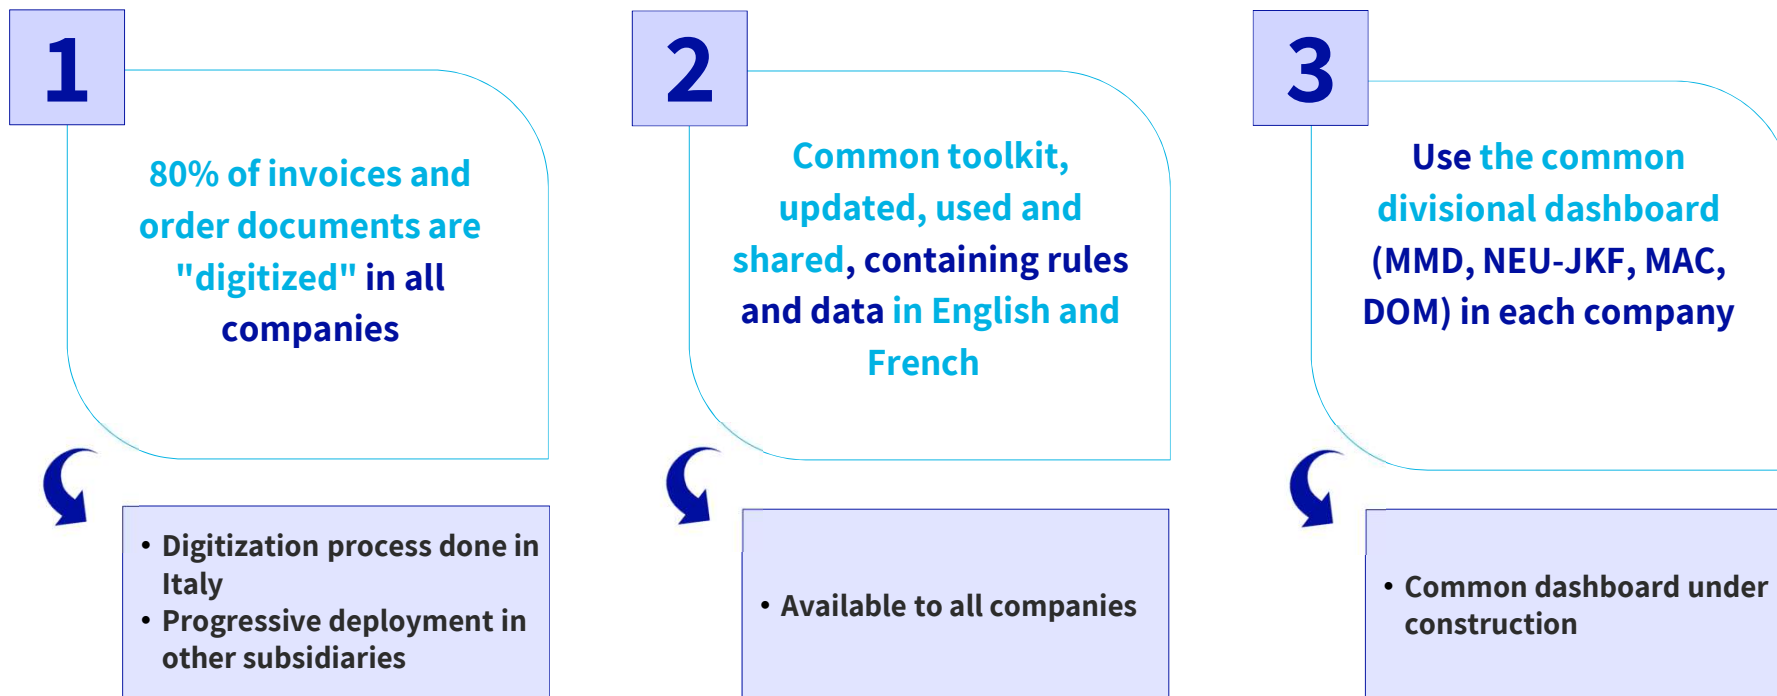 1
80% of invoices and
order documents are
"digitized" in all
companies
• Digitization process done in
Italy
• Progressive deployment in
other subsidiaries
2
Common toolkit,
updated, used and
shared, containing rules
and data in English and
French
• Available to all companies
3
Use the common
divisional dashboard
(MMD, NEU-JKF, MAC,
DOM) in each company
• Common dashboard under
construction